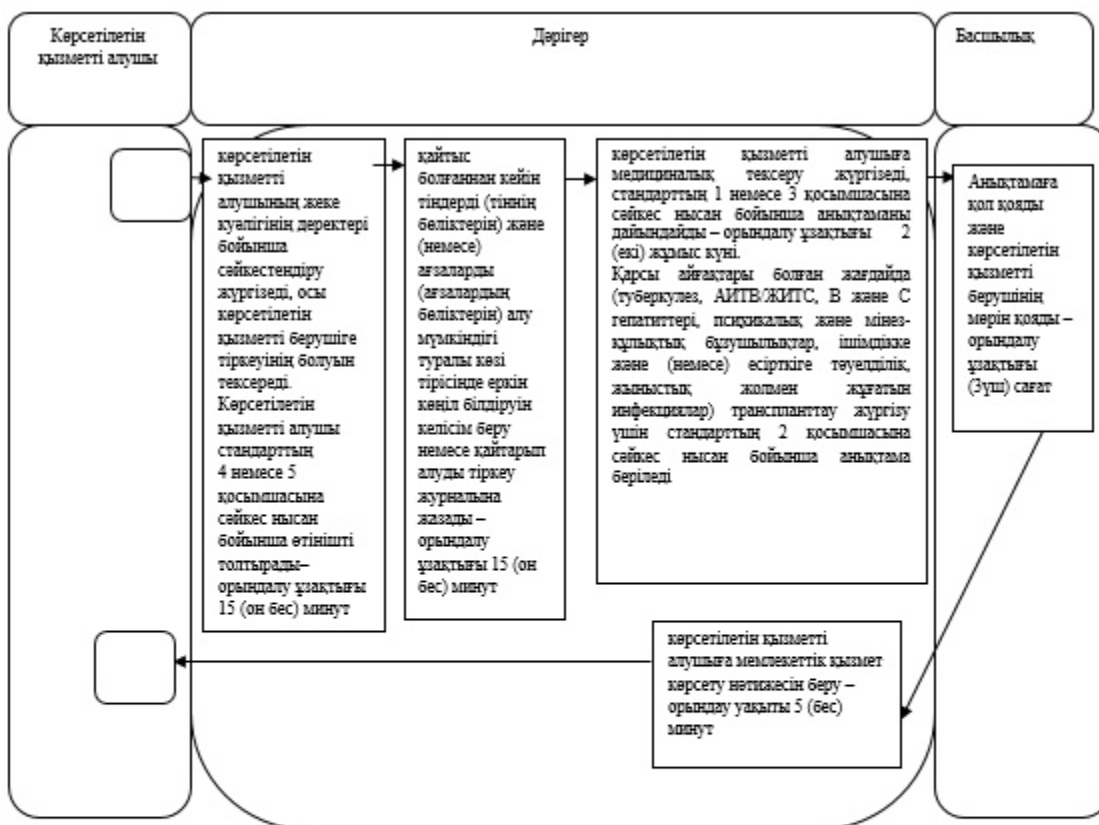 Көрсетілетін
қызметті алушы
Дәрігер
Басшылық
көрсетілетін
қызметті
алушының жеке
куәлігінің деректері
бойынша
сәйкестендіру
жүргізеді, осы
көрсетілетін
қызметті берушіге
тіркеуінің болуын
тексереді.
Көрсетілетін
қызметті алушы
стандарттың
4 немесе 5
қосымшасына
сәйкес нысан
бойынша өтінішті
толтырады–
орындалу ұзақтығы
15 (он бес) минут
қайтыс
болғаннан кейін
тіндерді (тіннің
бөліктерін) және
(немесе)
ағзаларды
(ағзалардың
бөліктерін) алу
мүмкіндігі
туралы көзі
тірісінде еркін
көңіл білдіруін
келісім беру
немесе қайтарып
алуды тіркеу
журналына
жазады –
орындалу
ұзақтығы 15 (он
бес) минут
көрсетілетін қызметті алушыға
медициналық тексеру жүргізеді,
стандарттың 1 немесе 3 қосымшасына
сәйкес нысан бойынша анықтаманы
дайындайды – орындалу ұзақтығы 2
(екі) жұмыс күні.
Қарсы айғақтары болған жағдайда
(туберкулез, АИТВ/ЖИТС, В және С
гепатиттері, психикалық және мінез-
құлықтық бұзушылықтар, ішімдікке
және (немесе) есірткіге тәуелділік,
жыныстық жолмен жұғатын
инфекциялар) трансплантту жүргізу
үшін стандарттың 2 қосымшасына
сәйкес нысан бойынша анықтама
беріледі
Анықтамаға
қол қояды
және
көрсетілетін
қызметті
берушінің
мөрін қояды –
орындалу
ұзақтығы
(3үш) сағат
көрсетілетін қызметті
алушыға мемлекеттік қызмет
көрсету нәтижесін беру –
орындау уақыты 5 (бес)
минут